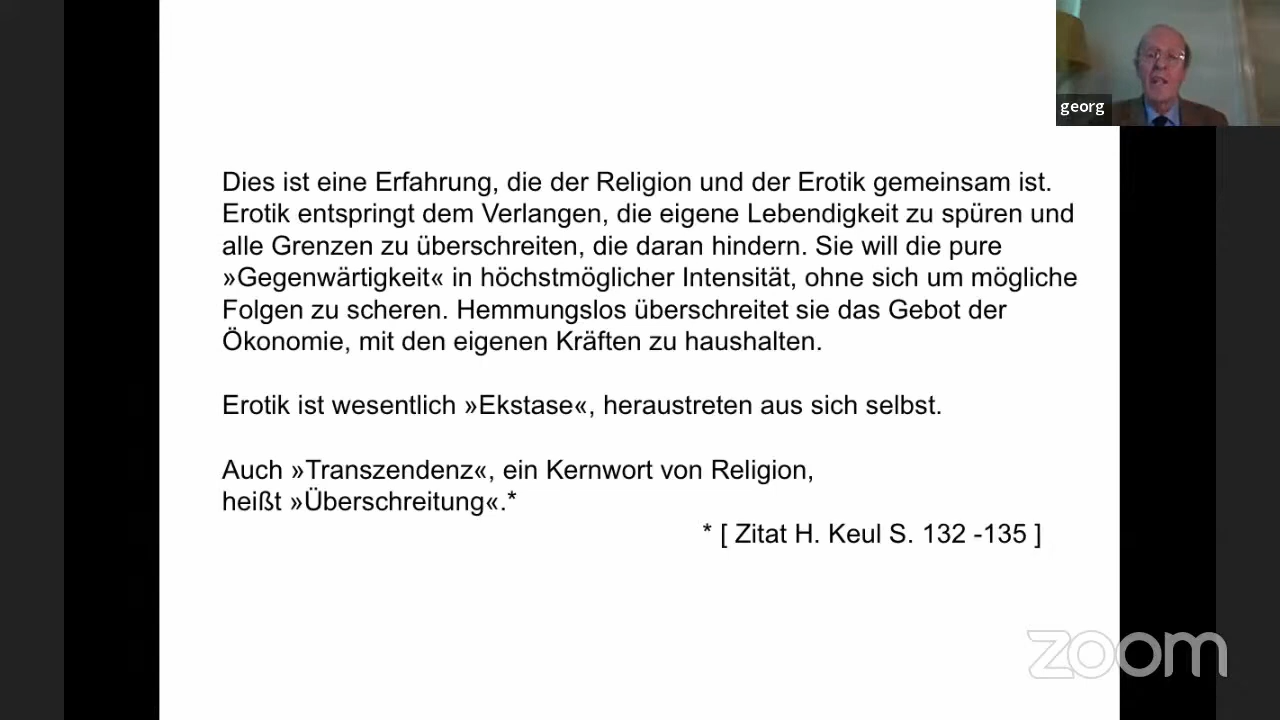 georg
Dies ist eine Erfahrung, die der Religion und der Erotik gemeinsam ist.
Erotik entspringt dem Verlangen, die eigene Lebendigkeit zu spüren und
alle Grenzen zu überschreiten, die daran hindern. Sie will die pure
»Gegenwärtigkeit« in höchstmöglicher Intensität, ohne sich um mögliche
Folgen zu scheren. Hemmungslos überschreitet sie das Gebot der
Ökonomie, mit den eigenen Kräften zu haushalten.
Erotik ist wesentlich »Ekstase«, heraustreten aus sich selbst.
Auch »Transzendenz«, ein Kernwort von Religion,
heißt »Überschreitung«.*
* [ Zitat H. Keul S. 132 -135 ]
zoom